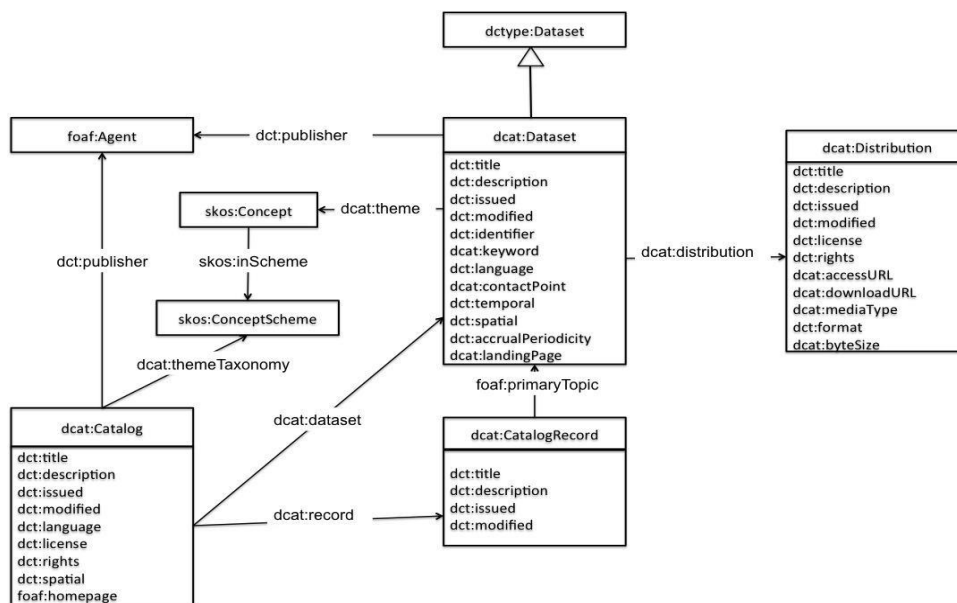 dctype:Dataset
foaf:Agent
dct:publisher
dcat:Dataset
dct:title
dct:description
dct:issued
dct:modified
dct:identifier
dcat:keyword
dct:language
dcat:contactPoint
dct:temporal
dct:spatial
dct:accrualPeriodicity
dcat:landingPage
dcat:Distribution
dct:title
dct:description
dct:issued
dct:modified
dct:license
dct:rights
dcat:accessURL
dcat:downloadURL
dcat:mediaType
dct:format
dcat:byteSize
skos:Concept
dcat:theme
dcat:distribution
dct:publisher
skos:inScheme
skos:ConceptScheme
dcat:themeTaxonomy
foaf:primaryTopic
dcat:dataset
dcat:Catalog
dct:title
dct:description
dct:issued
dct:modified
dct:language
dct:license
dct:rights
dct:spatial
foaf:homepage
dcat:record
dcat:CatalogRecord
dct:title
dct:description
dct:issued
dct:modified